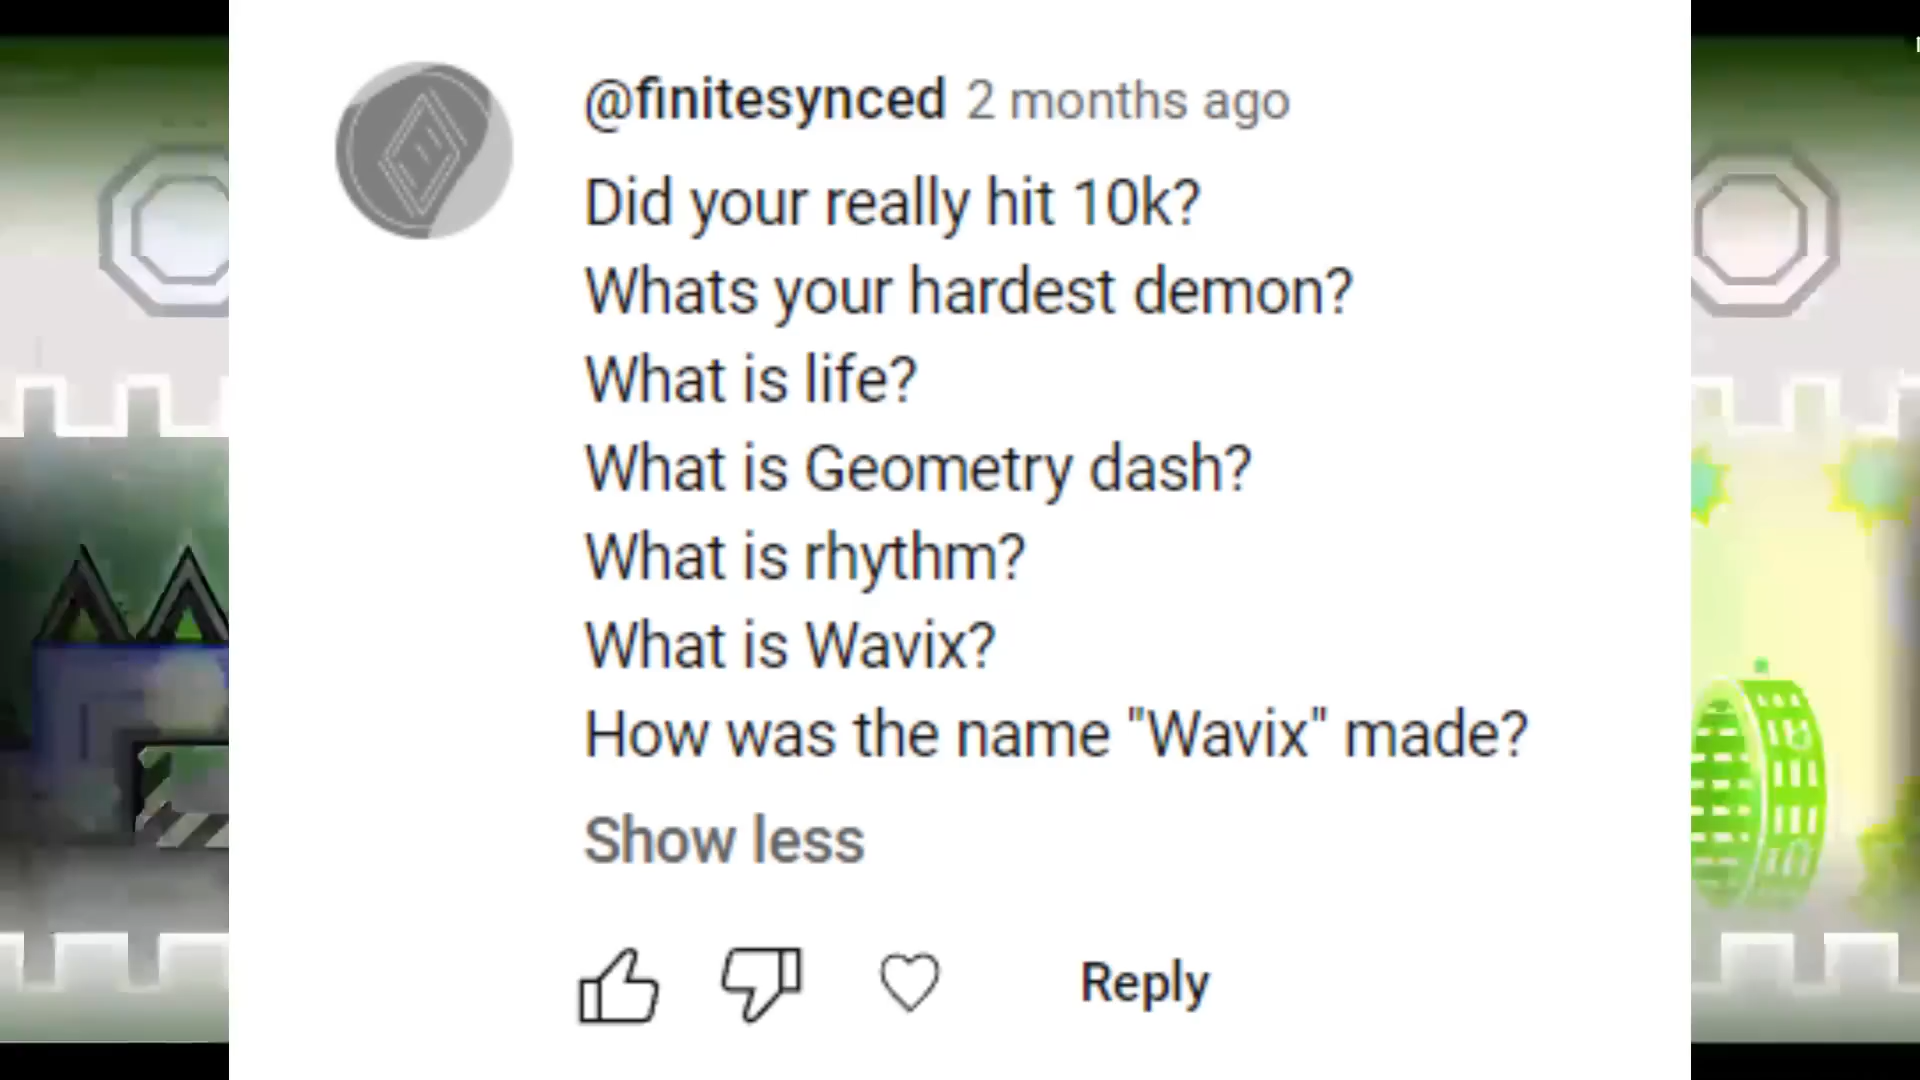 @finitesynced 2 months ago
Did your really hit 10k?
Whats your hardest demon?
What is life?
What is Geometry dash?
What is rhythm?
What is Wavix?
How was the name "Wavix" made?
Show less
Reply